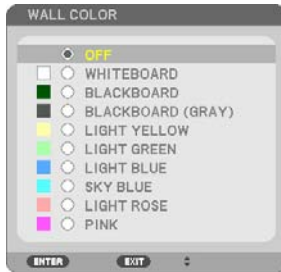 WALL COLOR
OFF
WHITEBOARD
BLACKBOARD
BLACKBOARD (GRAY)
LIGHT YELLOW
LIGHT GREEN
LIGHT BLUE
SKY BLUE
LIGHT ROSE
PINK
ENTER EXIT